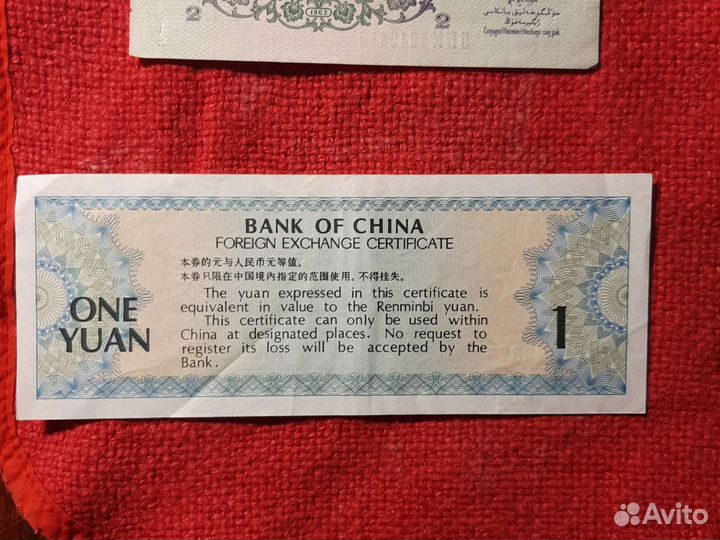 2
1962
2
BANK OF CHINA
FOREIGN EXCHANGE CERTIFICATE
本券的元与人民币元等值。
本券只限在中国境内指定的范围使用，不得挂失。
The yuan expressed in this certificate is
equivalent in value to the Renminbi yuan.
This certificate can only be used within
China at designated places. No request to
register its loss will be accepted by the
Bank.
ONE
YUAN
1
Avito